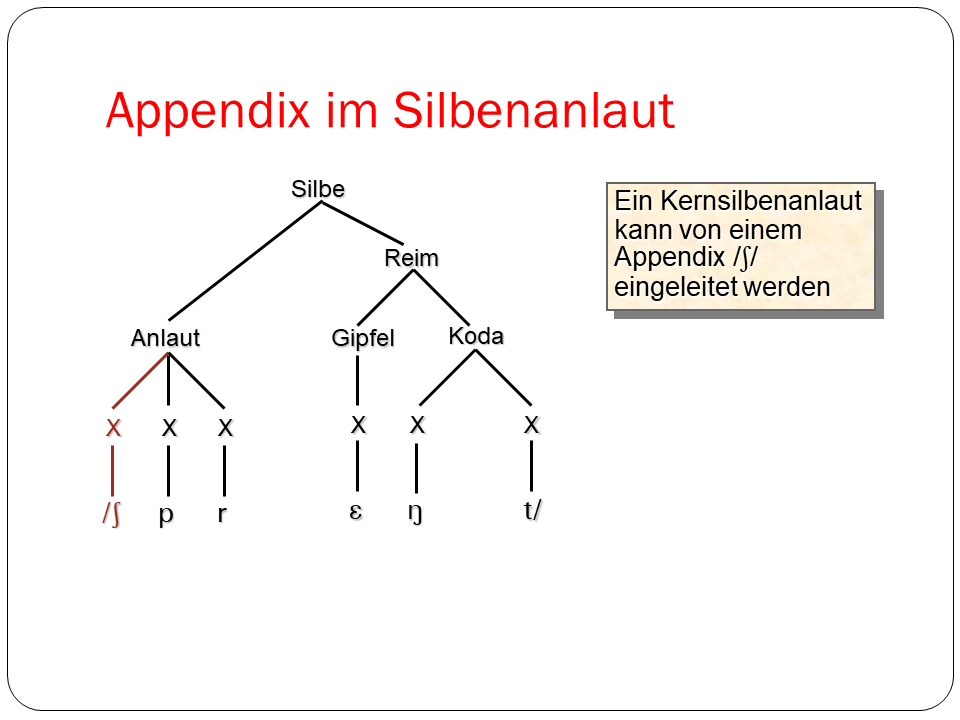 Appendix im Silbenanlaut
Silbe
Ein Kernsilbenanlaut
kann von einem
Appendix /ʃ/
eingeleitet werden
Reim
Anlaut Gipfel Koda
X X X X X X
/ʃ p r ɛ ŋ t/